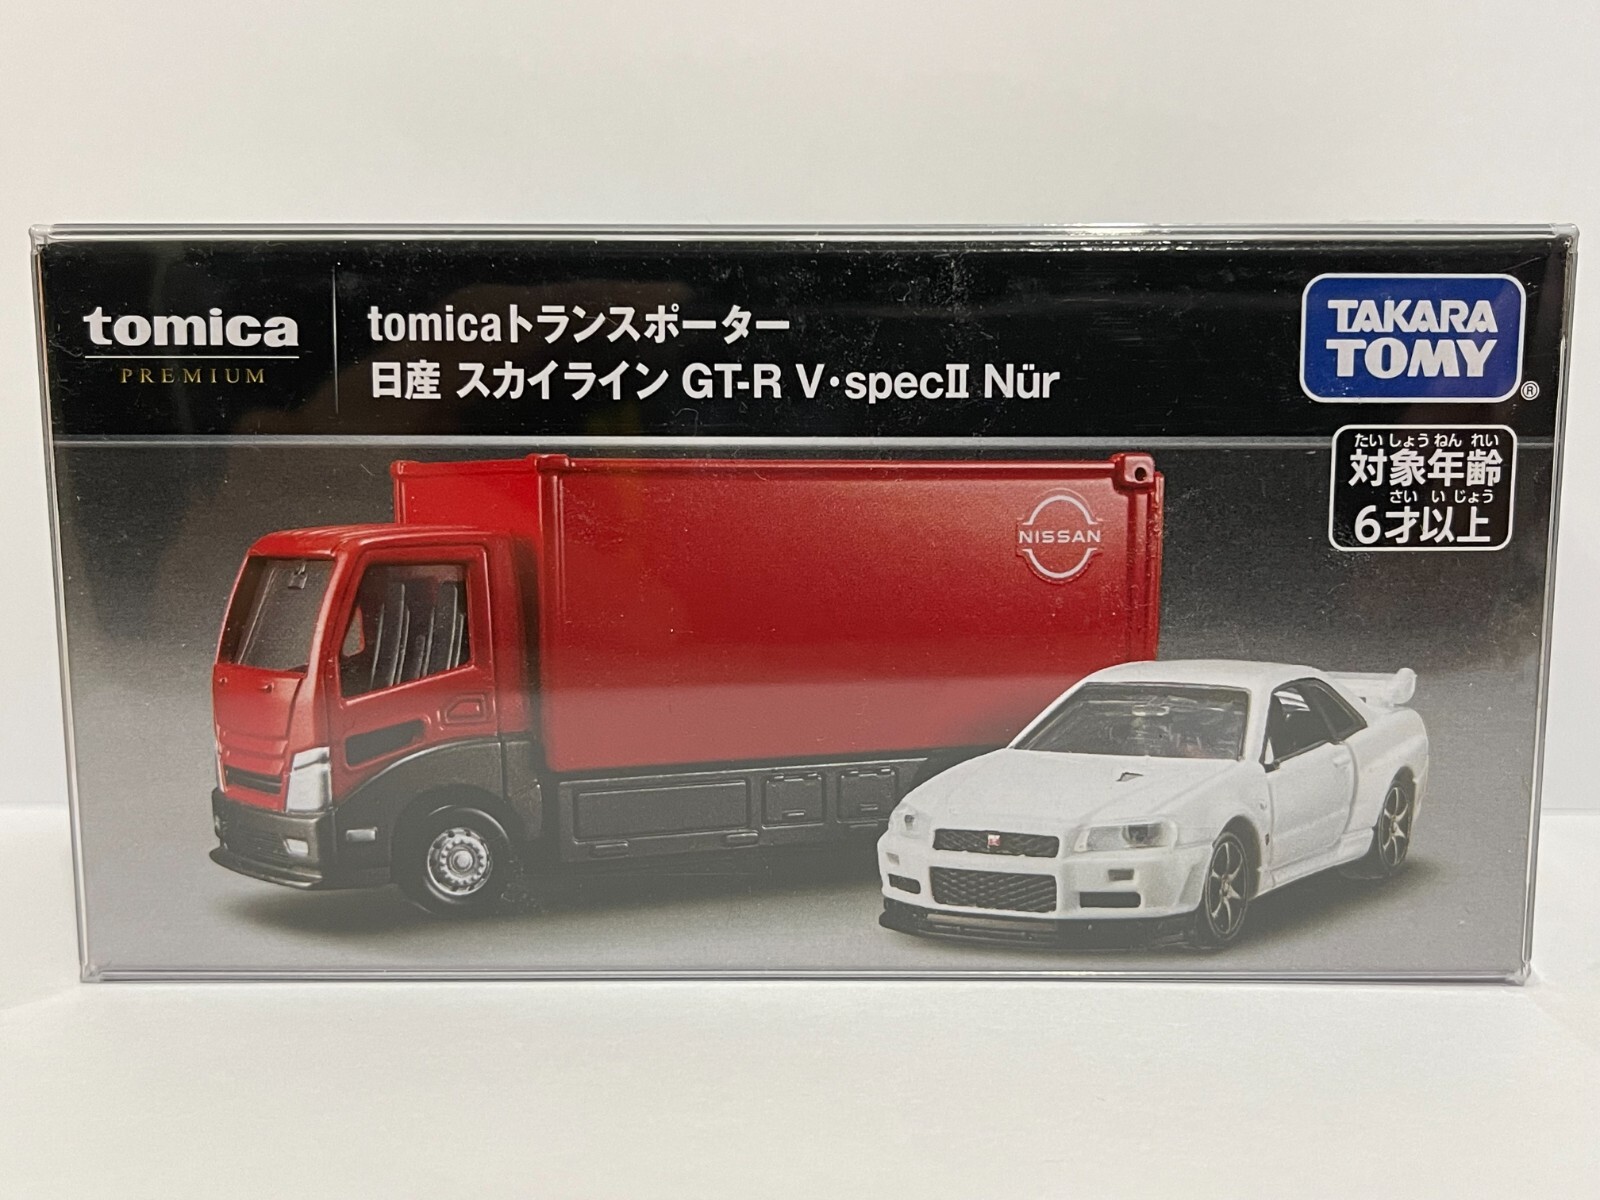 tomica
PREMIUM
tomicaトランスポーター
日産 スカイライン GT-R V・specⅡ Nür
TAKARA
TOMY
®
たいしょうねんれい
対象年齢
さいいじょう
6才以上
NISSAN